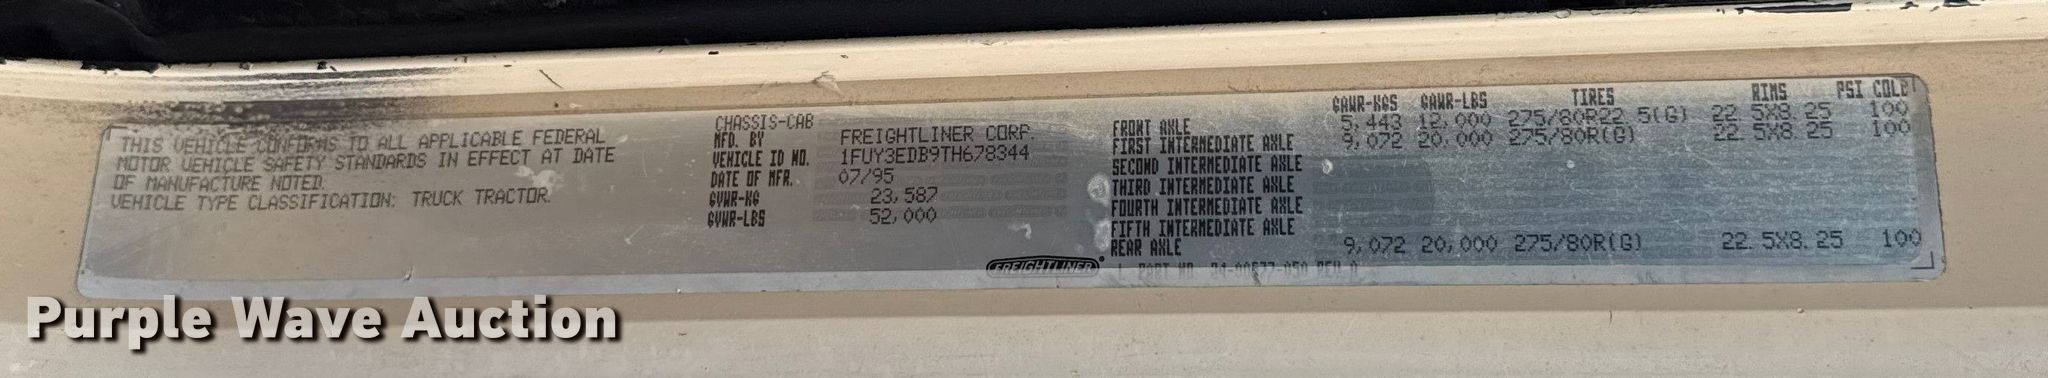 THIS VEHICLE CONFORMS TO ALL APPLICABLE FEDERAL
MOTOR VEHICLE SAFETY STANDARDS IN EFFECT AT DATE
OF MANUFACTURE NOTED.
VEHICLE TYPE CLASSIFICATION: TRUCK TRACTOR.
CHASSIS-CAB
MFD. BY FREIGHTLINER CORP.
VEHICLE ID NO. 1FUY3EDB9TH678344
DATE OF MFR. 07/95
GVWR-KG 23,587
GVWR-LBS 52,000
FREIGHTLINER
GAWR-KGS GAWR-LBS TIRES RIMS PSI COLD
FRONT AXLE 5,443 12,000 275/80R22.5(G) 22.5X8.25 100
FIRST INTERMEDIATE AXLE 9,072 20,000 275/80R(G) 22.5X8.25 100
SECOND INTERMEDIATE AXLE
THIRD INTERMEDIATE AXLE
FOURTH INTERMEDIATE AXLE
FIFTH INTERMEDIATE AXLE
REAR AXLE 9,072 20,000 275/80R(G) 22.5X8.25 100
PART NO.
Purple Wave Auction